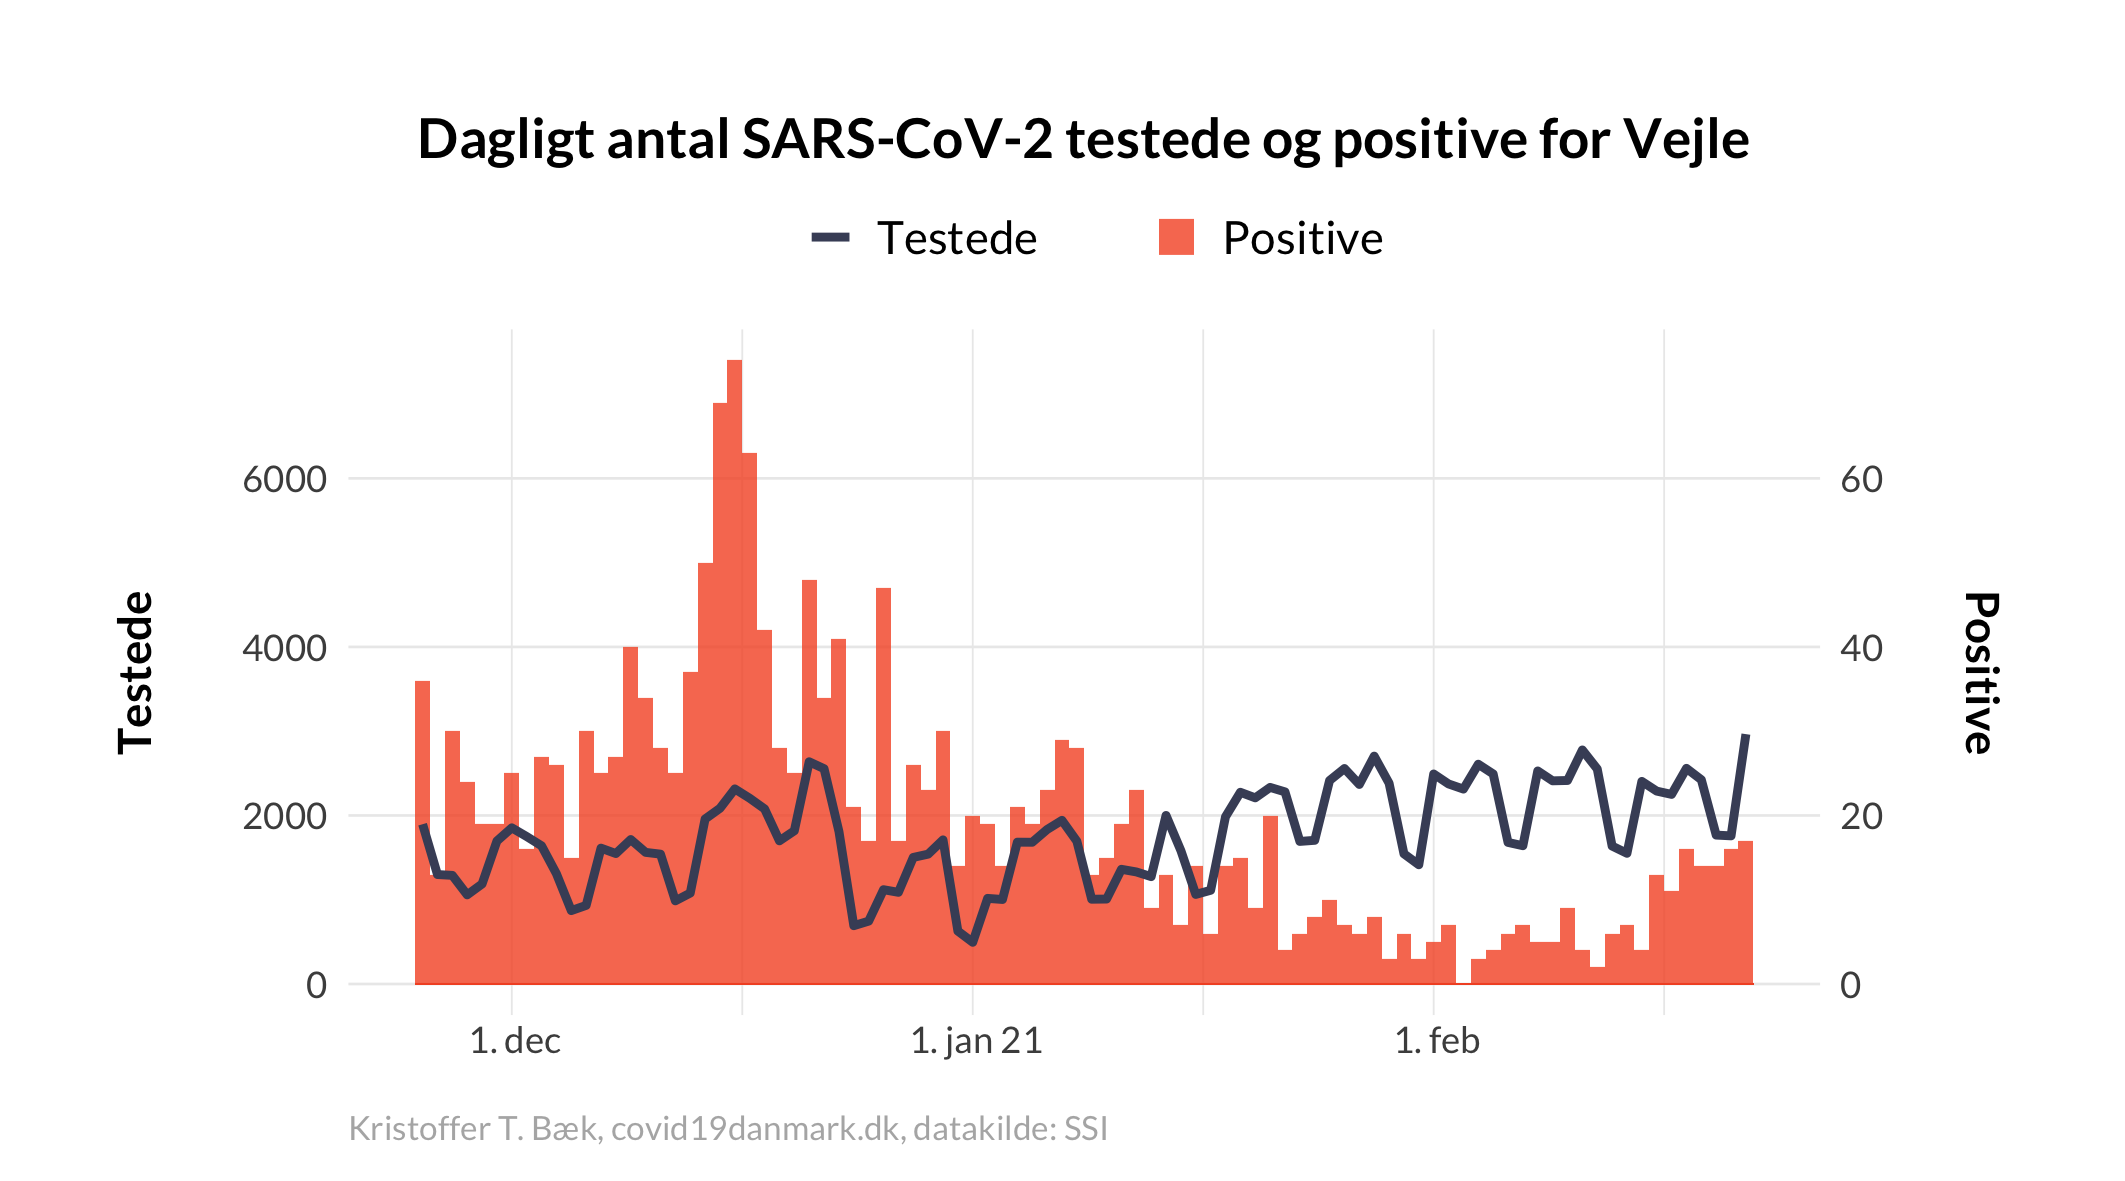 Dagligt antal SARS-CoV-2 testede og positive for Vejle
Testede
Positive
6000
4000
2000
0
60
40
20
0
Testede
Positive
1. dec
1. jan 21
1. feb
Kristoffer T. Bæk, covid19danmark.dk, datakilde: SSI